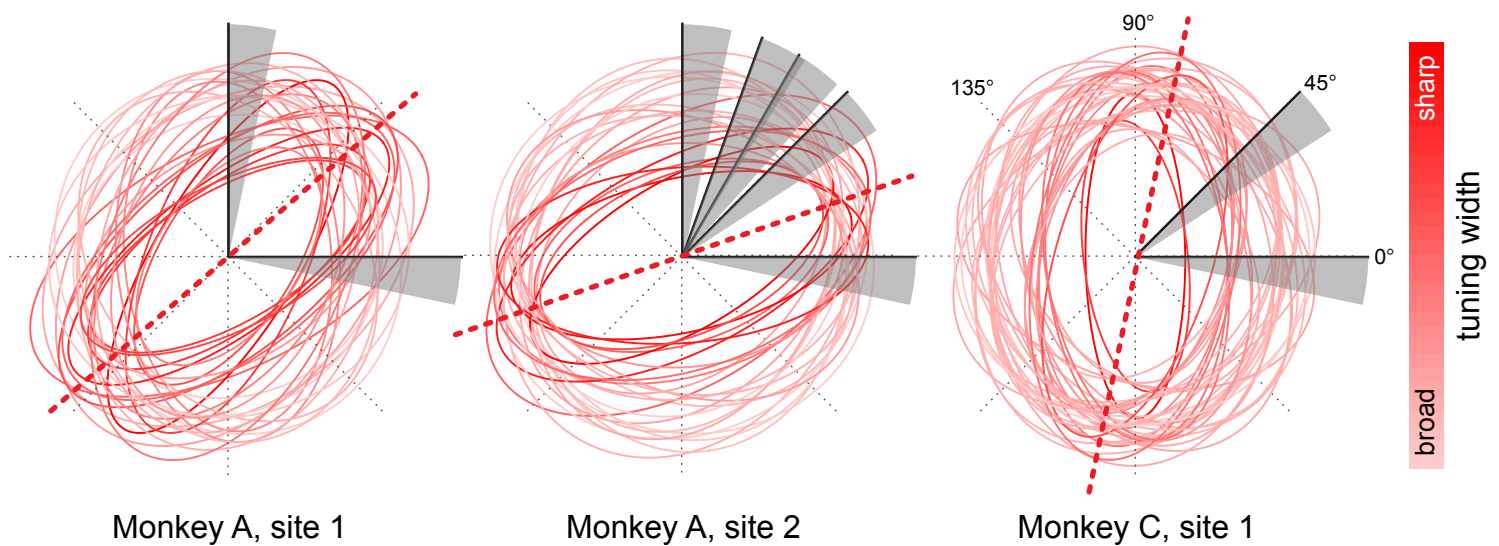 90°
135°
45°
0°
sharp
broad
tuning width
Monkey A, site 1
Monkey A, site 2
Monkey C, site 1